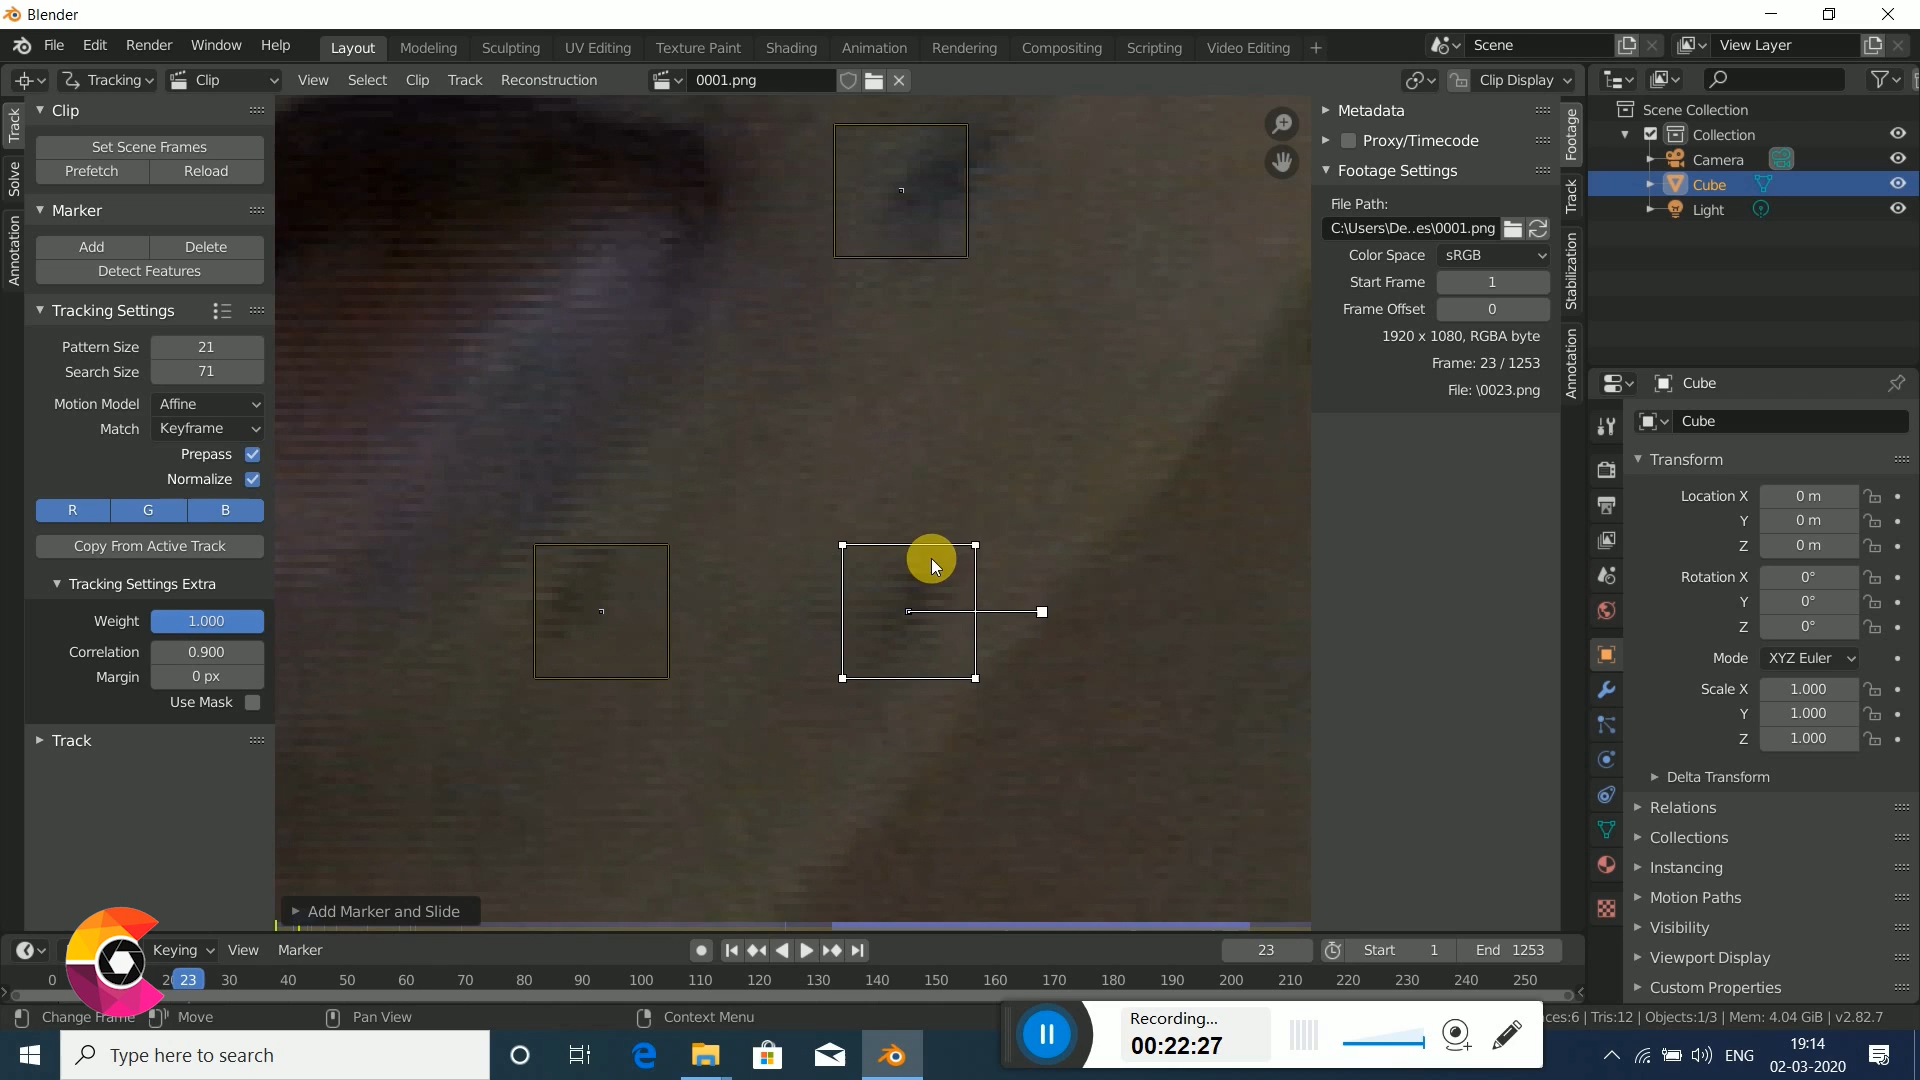 Blender
File Edit Render Window Help Layout Modeling Sculpting UV Editing Texture Paint Shading Animation Rendering Compositing Scripting Video Editing + Scene View Layer
Tracking Clip View Select Clip Track Reconstruction 0001.png Clip Display
Track
Solve
Annotation
Clip
Set Scene Frames
Prefetch Reload
Marker
Add Delete
Detect Features
Tracking Settings
Pattern Size 21
Search Size 71
Motion Model Affine
Match Keyframe
Prepass
Normalize
R G B
Copy From Active Track
Tracking Settings Extra
Weight 1.000
Correlation 0.900
Margin 0 px
Use Mask
Track
Add Marker and Slide
Metadata
Proxy/Timecode
Footage Settings
File Path:
C:\Users\De..es\0001.png
Color Space sRGB
Start Frame 1
Frame Offset 0
1920 x 1080, RGBA byte
Frame: 23 / 1253
File: \0023.png
Footage
Track
Stabilization
Annotation
Scene Collection
Collection
Camera
Cube
Light
Cube
Cube
Transform
Location X 0 m
Y 0 m
Z 0 m
Rotation X 0°
Y 0°
Z 0°
Mode XYZ Euler
Scale X 1.000
Y 1.000
Z 1.000
Delta Transform
Relations
Collections
Instancing
Motion Paths
Visibility
Viewport Display
Custom Properties
Keying View Marker 23 Start 1 End 1253
0 23 30 40 50 60 70 80 90 100 110 120 130 140 150 160 170 180 190 200 210 220 230 240 250
Change Frame Move Pan View Context Menu
Tris:12 | Objects:1/3 | Mem: 4.04 GiB | v2.82.7
Recording...
00:22:27
Type here to search
ENG
19:14
02-03-2020